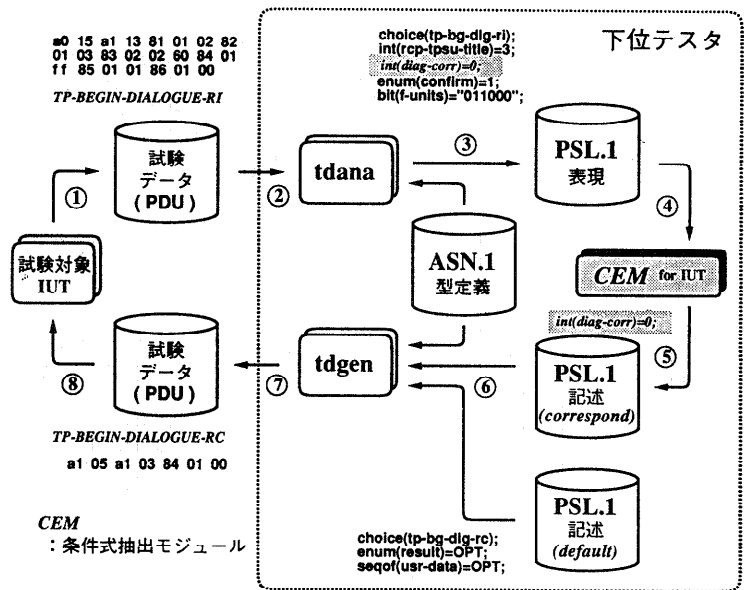 下位テスタ
a0 15 a1 13 81 01 02 82
01 03 83 02 02 60 84 01
ff 85 01 01 86 01 00
TP-BEGIN-DIALOGUE-RI
choice(tp-bg-dlg-ri);
int(rcp-tpsu-title)=3;
int(diag-corr)=0;
enum(confirm)=1;
bit(f-units)="011000";
①
試験
データ
(PDU)
②
tdana
③
PSL.1
表現
④
試験対象
IUT
ASN.1
型定義
CEM for IUT
int(diag-corr)=0;
⑤
⑧
試験
データ
(PDU)
⑦
tdgen
⑥
PSL.1
記述
(correspond)
TP-BEGIN-DIALOGUE-RC
a1 05 a1 03 84 01 00
PSL.1
記述
(default)
choice(tp-bg-dlg-rc);
enum(result)=OPT;
seqof(usr-data)=OPT;
CEM
：条件式抽出モジュール